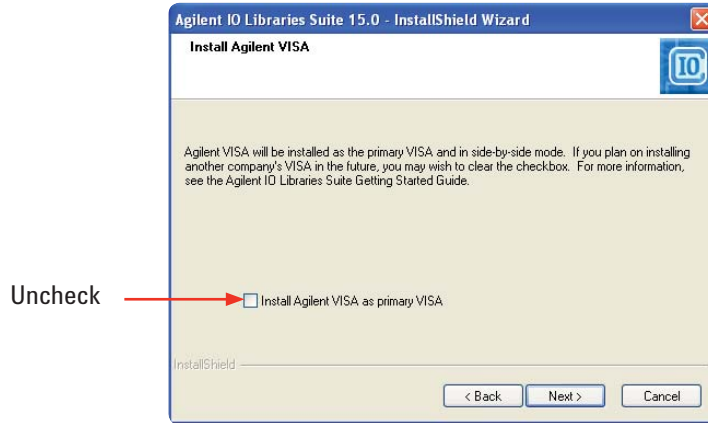 Agilent IO Libraries Suite 15.0 - InstallShield Wizard
Install Agilent VISA
IO
Agilent VISA will be installed as the primary VISA and in side-by-side mode. If you plan on installing
another company's VISA in the future, you may wish to clear the checkbox. For more information,
see the Agilent IO Libraries Suite Getting Started Guide.
Uncheck
Install Agilent VISA as primary VISA
InstallShield
< Back Next > Cancel